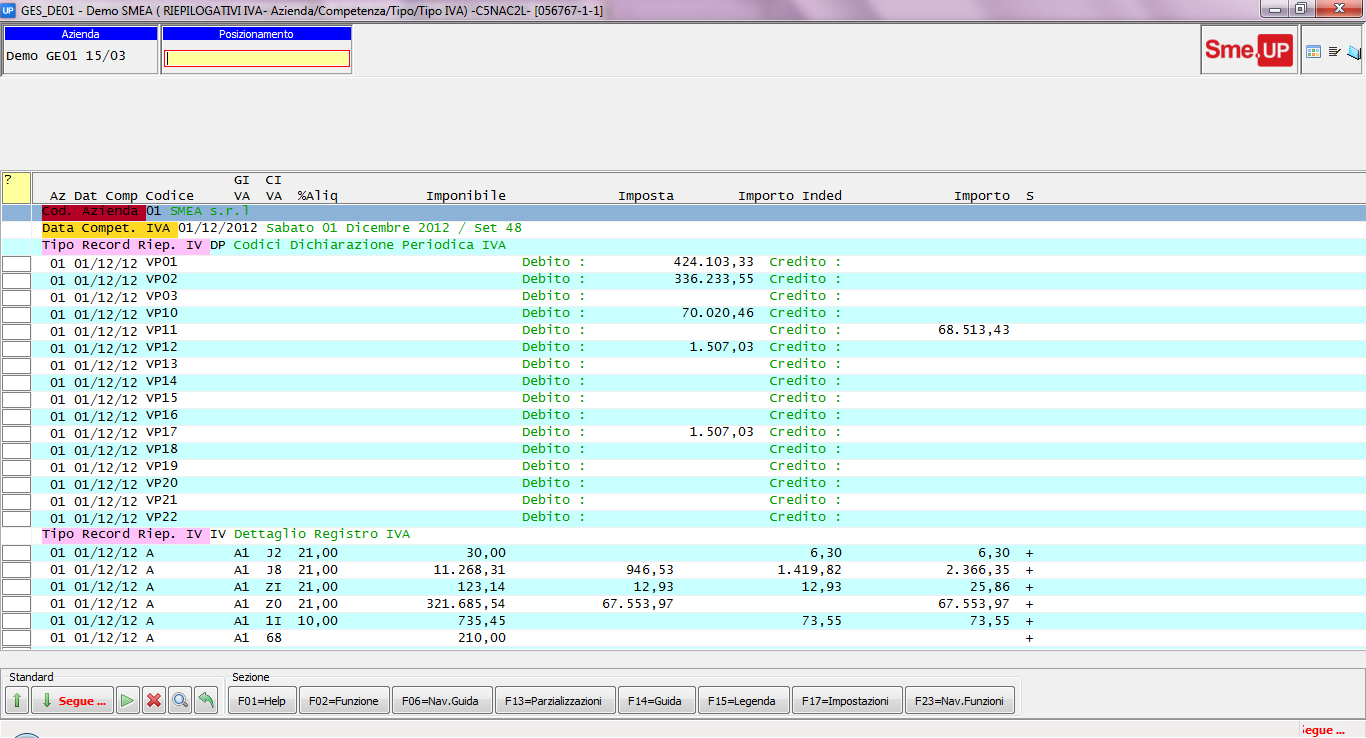 UP GES_DE01 - Demo SMEA ( RIEPILOGATIVI IVA- Azienda/Competenza/Tipo/Tipo IVA) -C5NAC2L- [056767-1-1]
Azienda Posizionamento
Demo GE01 15/03
Sme.UP
? GI CI
Az Dat Comp Codice VA VA %Aliq Imponibile Imposta Importo Inded Importo S
Cod. Azienda 01 SMEA s.r.l
Data Compet. IVA 01/12/2012 Sabato 01 Dicembre 2012 / Set 48
Tipo Record Riep. IV DP Codici Dichiarazione Periodica IVA
01 01/12/12 VP01 Debito : 424.103,33 Credito :
01 01/12/12 VP02 Debito : 336.233,55 Credito :
01 01/12/12 VP03 Debito : Credito :
01 01/12/12 VP10 Debito : 70.020,46 Credito :
01 01/12/12 VP11 Debito : Credito : 68.513,43
01 01/12/12 VP12 Debito : 1.507,03 Credito :
01 01/12/12 VP13 Debito : Credito :
01 01/12/12 VP14 Debito : Credito :
01 01/12/12 VP15 Debito : Credito :
01 01/12/12 VP16 Debito : Credito :
01 01/12/12 VP17 Debito : 1.507,03 Credito :
01 01/12/12 VP18 Debito : Credito :
01 01/12/12 VP19 Debito : Credito :
01 01/12/12 VP20 Debito : Credito :
01 01/12/12 VP21 Debito : Credito :
01 01/12/12 VP22 Debito : Credito :
Tipo Record Riep. IV IV Dettaglio Registro IVA
01 01/12/12 A A1 J2 21,00 30,00 6,30 6,30 +
01 01/12/12 A A1 J8 21,00 11.268,31 946,53 1.419,82 2.366,35 +
01 01/12/12 A A1 ZI 21,00 123,14 12,93 12,93 25,86 +
01 01/12/12 A A1 Z0 21,00 321.685,54 67.553,97 67.553,97 +
01 01/12/12 A A1 1I 10,00 735,45 73,55 73,55 +
01 01/12/12 A A1 68 210,00 +
Standard Sezione
Segue ... F01=Help F02=Funzione F06=Nav.Guida F13=Parzializzazioni F14=Guida F15=Legenda F17=Impostazioni F23=Nav.Funzioni
Segue ...